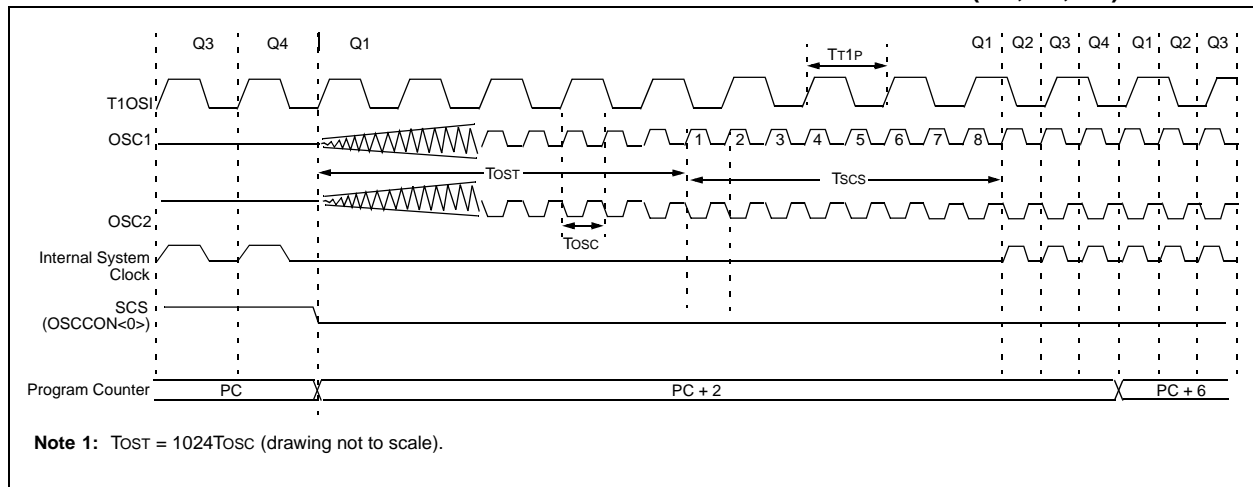 Q3 Q4 Q1 Q1 Q2 Q3 Q4 Q1 Q2 Q3
TT1P
T1OSI
OSC1
1 2 3 4 5 6 7 8
TOST
TSCS
OSC2
TOSC
Internal System
Clock
SCS
(OSCCON<0>)
Program Counter PC PC + 2 PC + 6
Note 1: TOST = 1024TOSC (drawing not to scale).